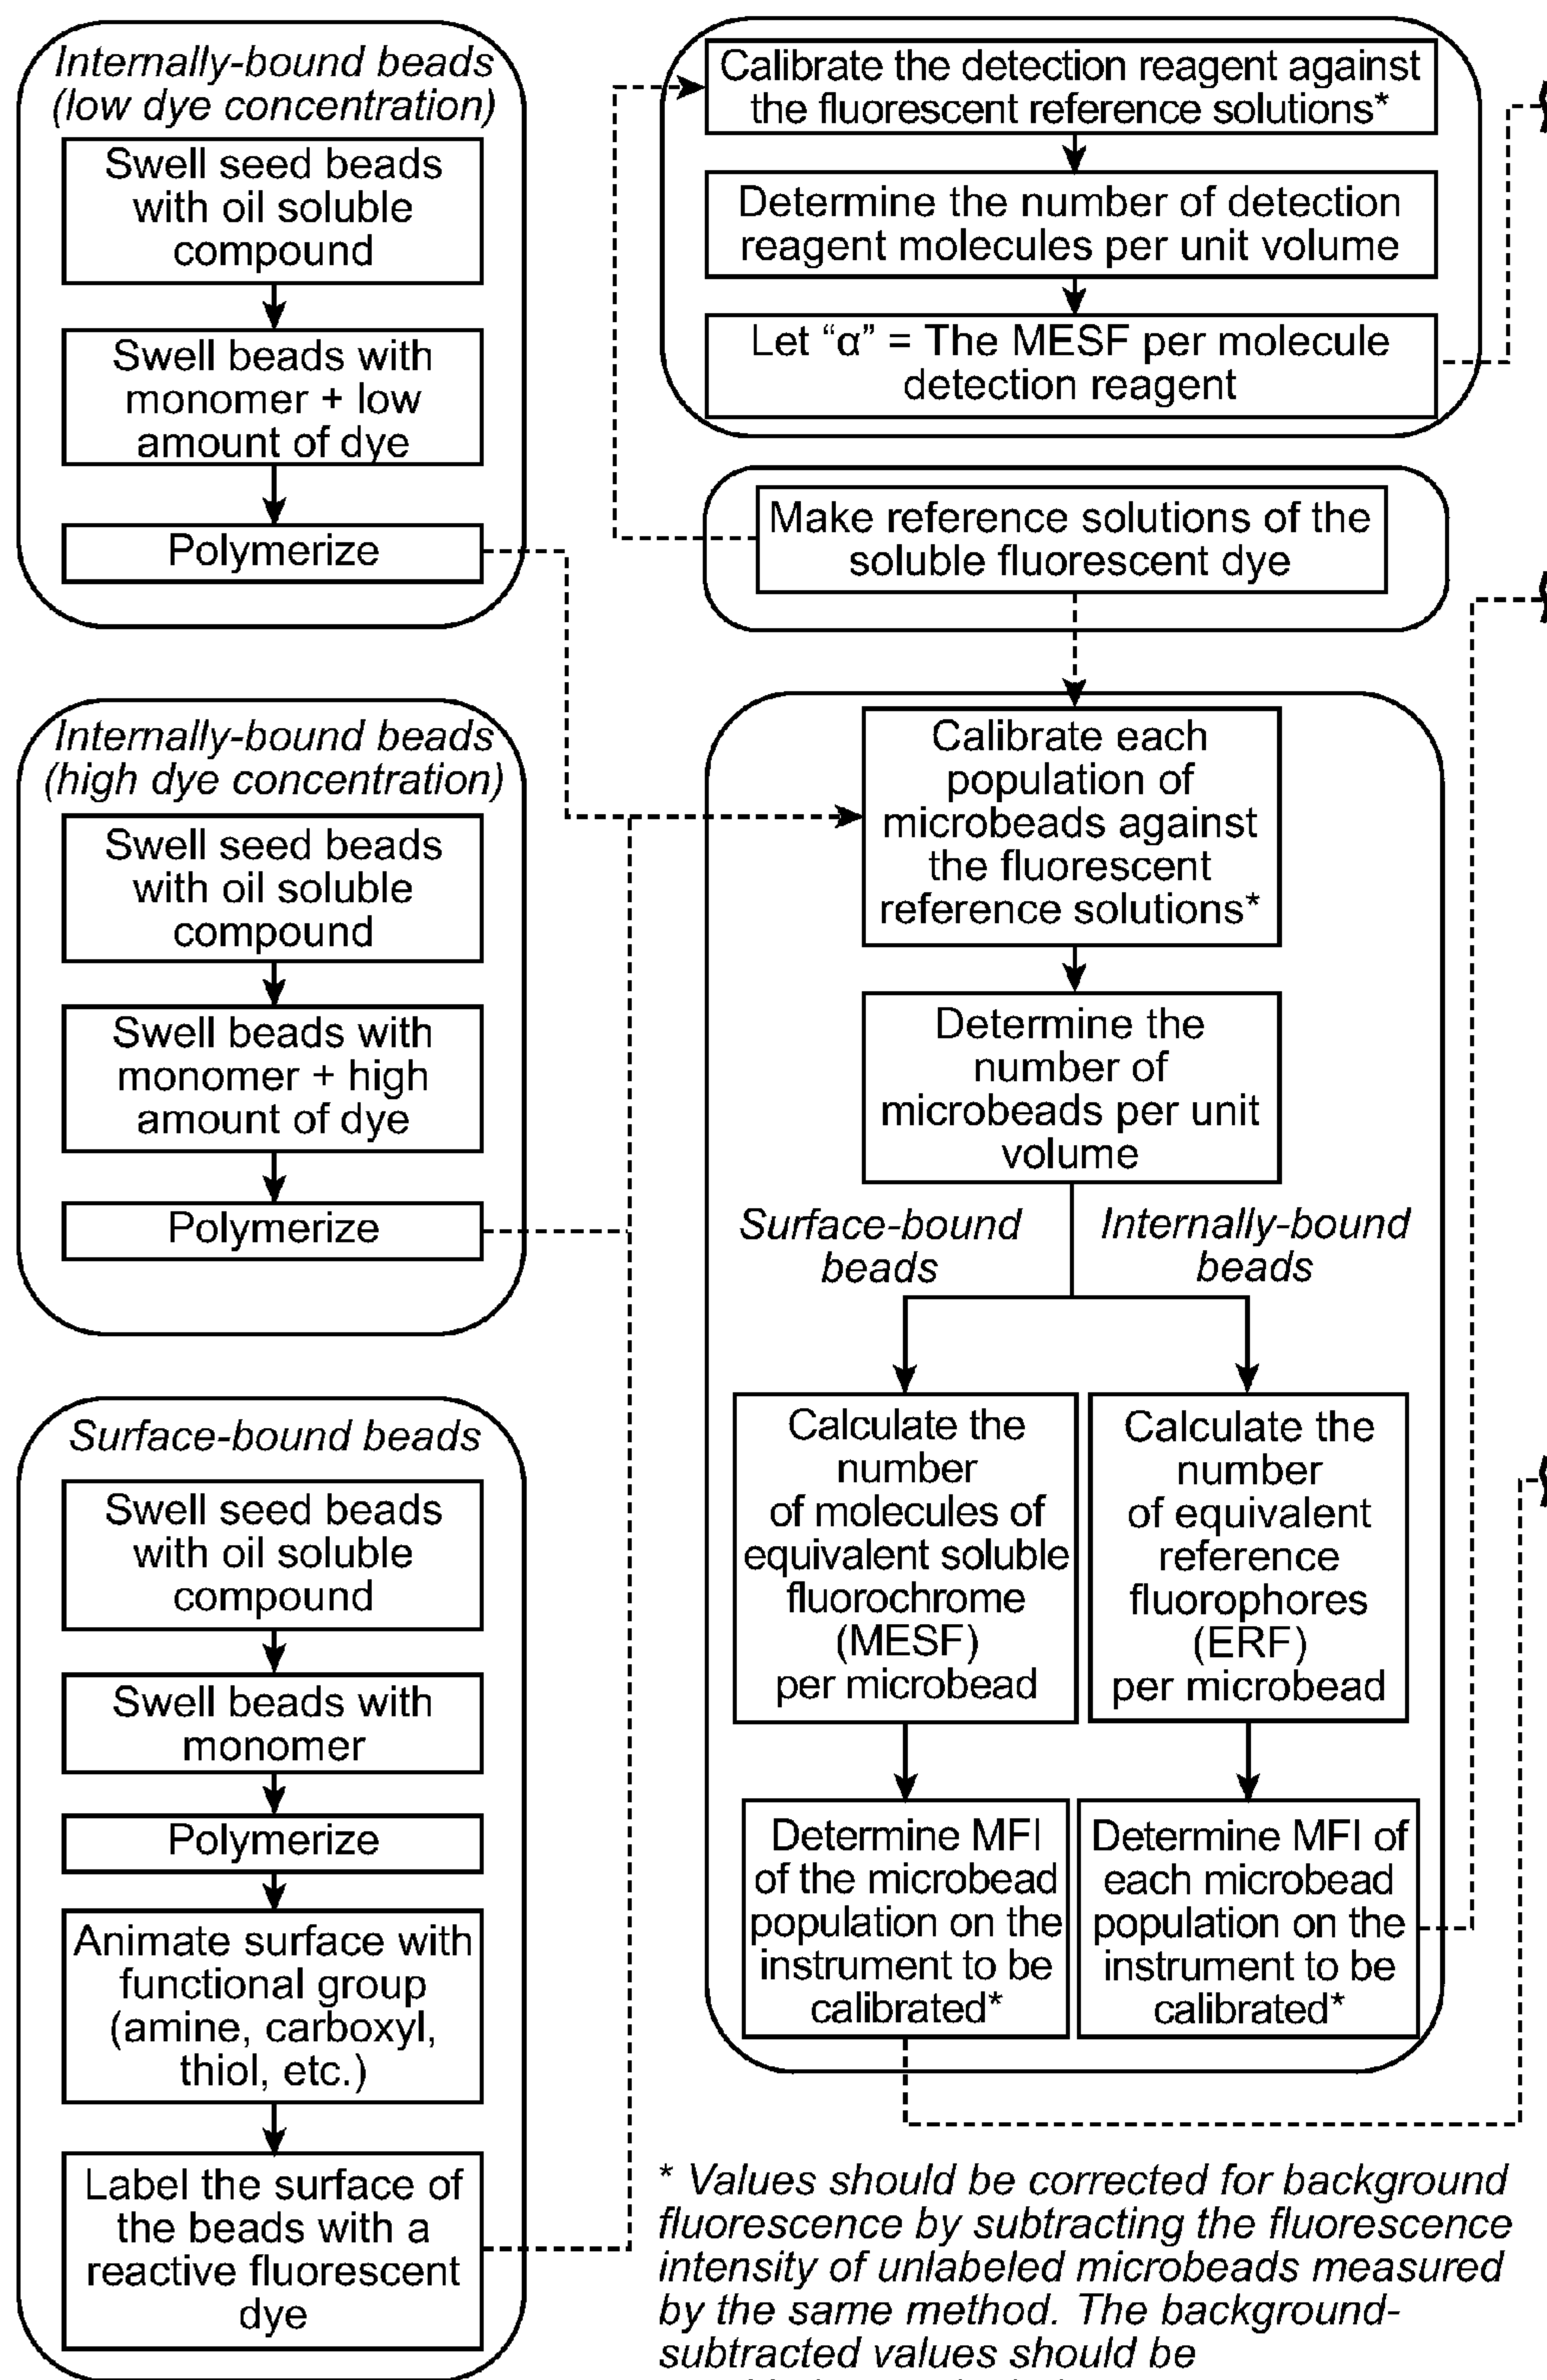 Internally-bound beads
(low dye concentration)
Swell seed beads
with oil soluble
compound
Swell beads with
monomer + low
amount of dye
Polymerize
Internally-bound beads
(high dye concentration)
Swell seed beads
with oil soluble
compound
Swell beads with
monomer + high
amount of dye
Polymerize
Surface-bound beads
Swell seed beads
with oil soluble
compound
Swell beads with
monomer
Polymerize
Animate surface with
functional group
(amine, carboxyl,
thiol, etc.)
Label the surface of
the beads with a
reactive fluorescent
dye
Calibrate the detection reagent against
the fluorescent reference solutions*
Determine the number of detection
reagent molecules per unit volume
Let “α” = The MESF per molecule
detection reagent
Make reference solutions of the
soluble fluorescent dye
Calibrate each
population of
microbeads against
the fluorescent
reference solutions*
Determine the
number of
microbeads per unit
volume
Surface-bound
beads
Internally-bound
beads
Calculate the
number
of molecules of
equivalent soluble
fluorochrome
(MESF)
per microbead
Calculate the
number
of equivalent
reference
fluorophores
(ERF)
per microbead
Determine MFI
of the microbead
population on the
instrument to be
calibrated*
Determine MFI of
each microbead
population on the
instrument to be
calibrated*
* Values should be corrected for background
fluorescence by subtracting the fluorescence
intensity of unlabeled microbeads measured
by the same method. The background-
subtracted values should be